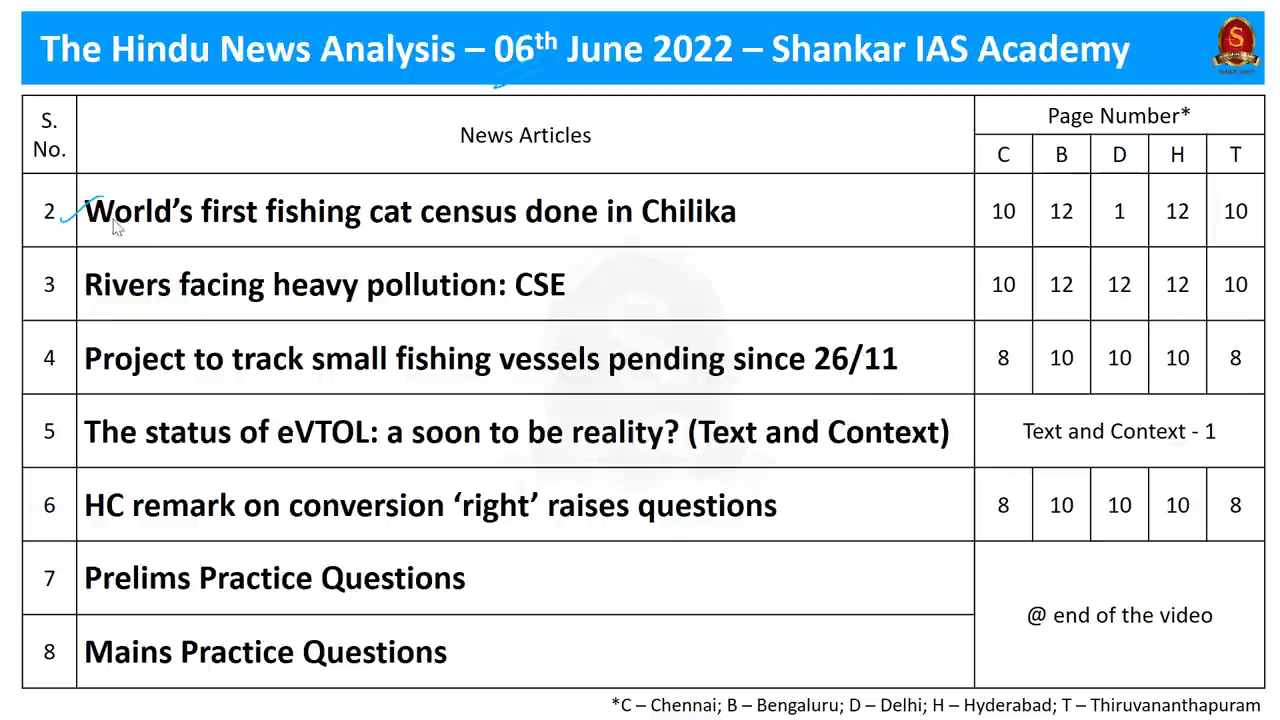 The Hindu News Analysis – 06th June 2022 – Shankar IAS Academy
S. No. News Articles Page Number*
C B D H T
2 World's first fishing cat census done in Chilika 10 12 1 12 10
3 Rivers facing heavy pollution: CSE 10 12 12 12 10
4 Project to track small fishing vessels pending since 26/11 8 10 10 10 8
5 The status of eVTOL: a soon to be reality? (Text and Context) Text and Context - 1
6 HC remark on conversion ‘right’ raises questions 8 10 10 10 8
7 Prelims Practice Questions @ end of the video
8 Mains Practice Questions
*C – Chennai; B – Bengaluru; D – Delhi; H – Hyderabad; T – Thiruvananthapuram